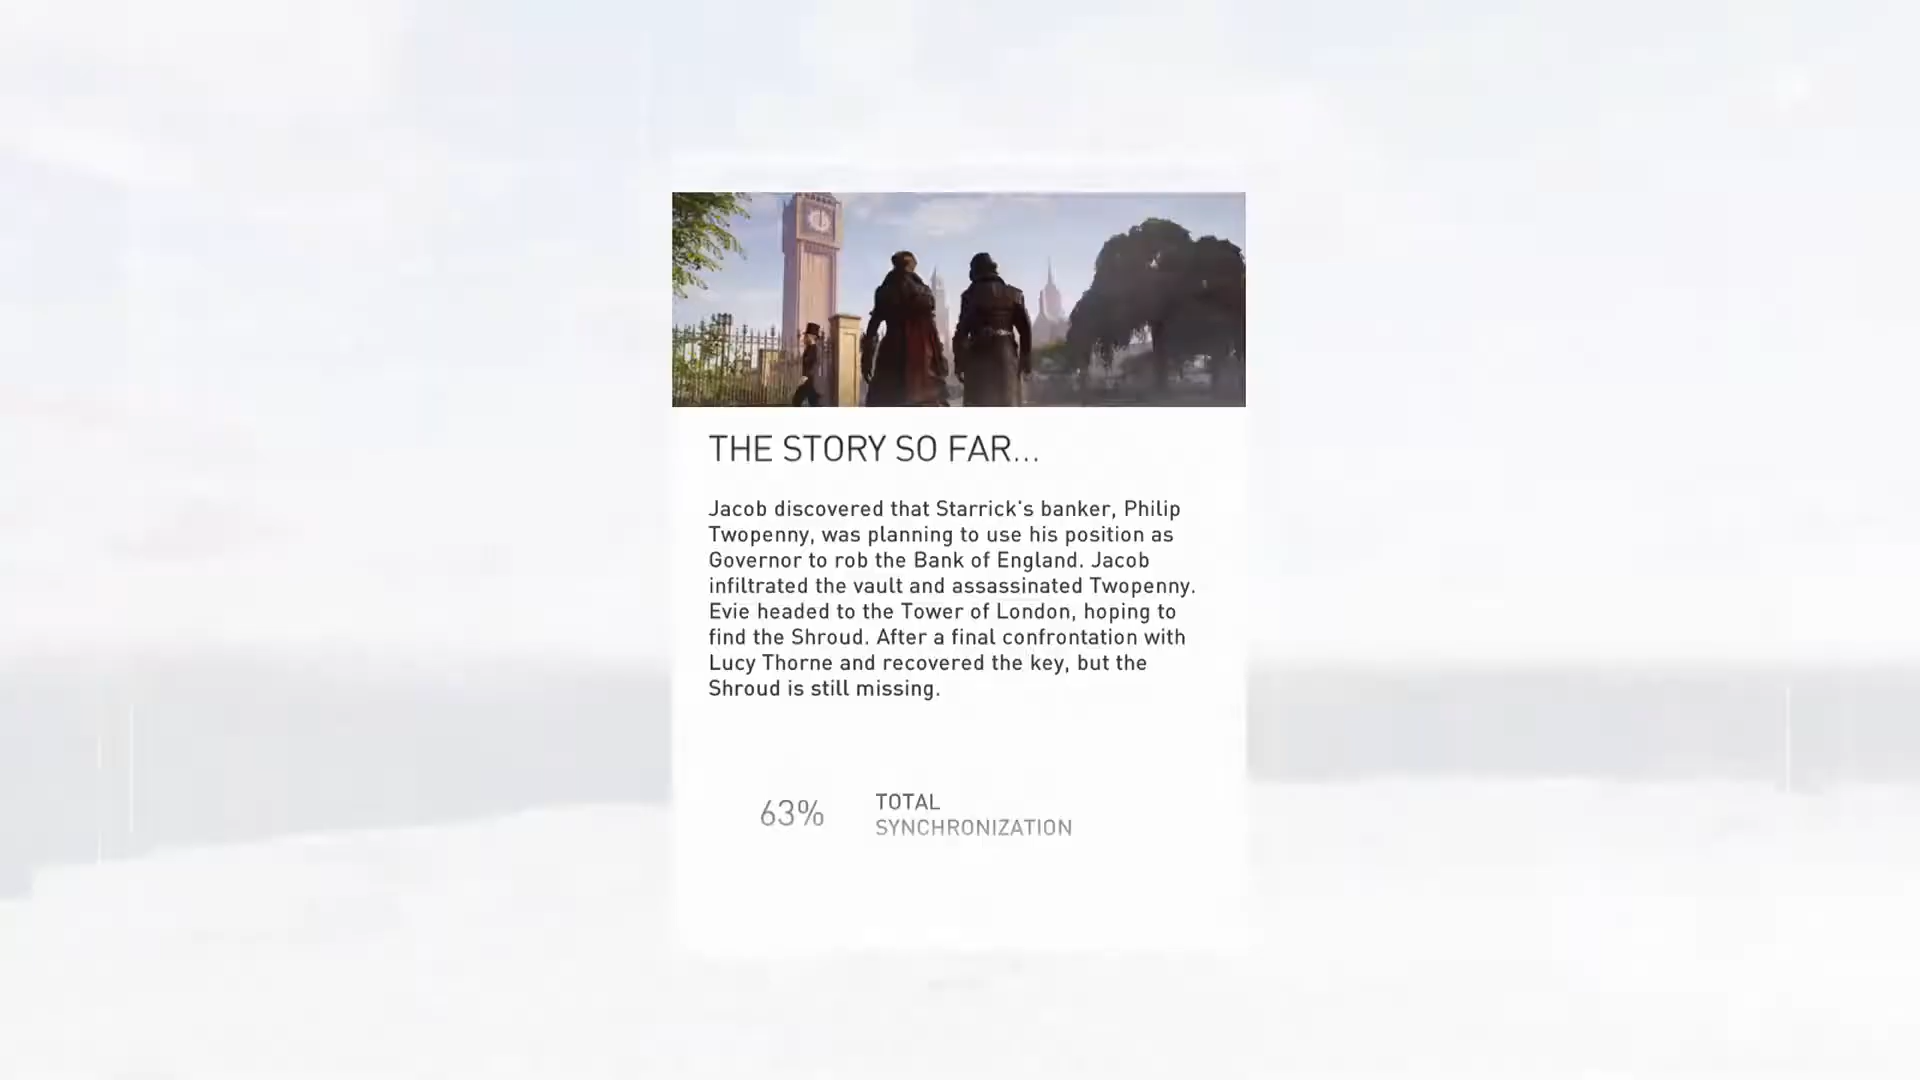 THE STORY SO FAR...
Jacob discovered that Starrick's banker, Philip
Twopenny, was planning to use his position as
Governor to rob the Bank of England. Jacob
infiltrated the vault and assassinated Twopenny.
Evie headed to the Tower of London, hoping to
find the Shroud. After a final confrontation with
Lucy Thorne and recovered the key, but the
Shroud is still missing.
63%
TOTAL
SYNCHRONIZATION